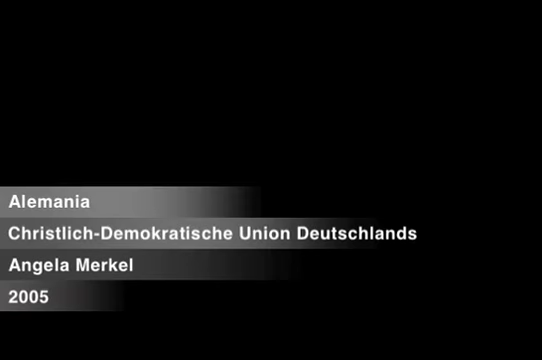 Alemania
Christlich-Demokratische Union Deutschlands
Angela Merkel
2005